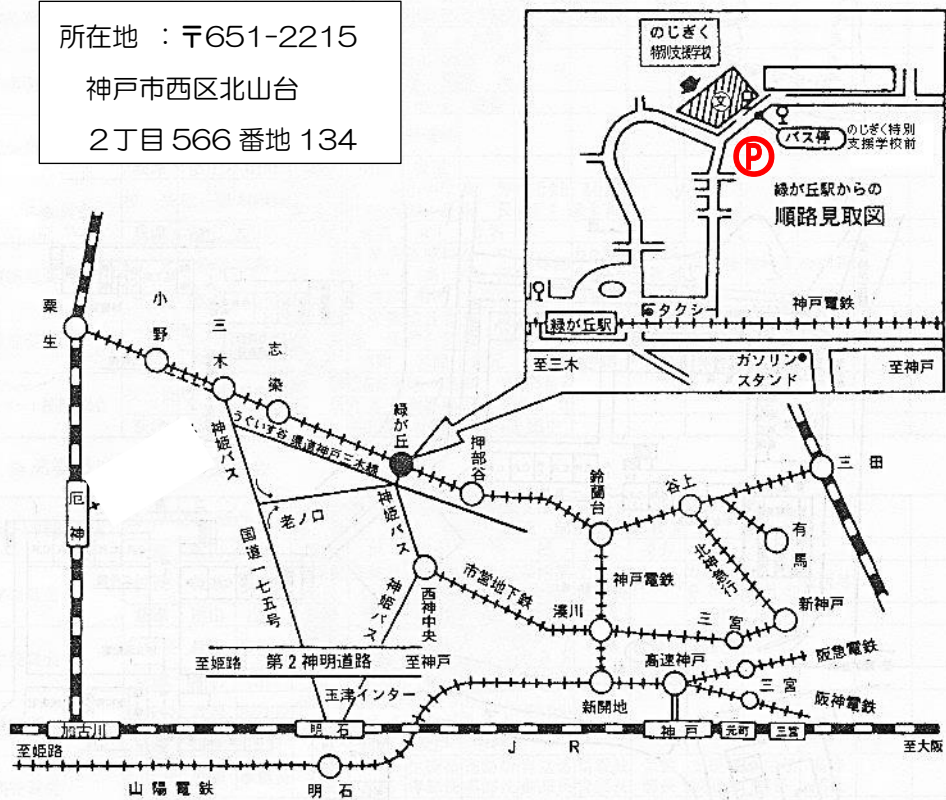 所在地 ：〒651-2215
神戸市西区北山台
２丁目 566 番地 134
のじぎく
特別支援学校
文
バス停
のじぎく特別
支援学校前
P
緑が丘駅からの
順路見取図
タクシー
神戸電鉄
緑が丘駅
至三木
ガソリン
スタンド
至神戸
粟生
小野
三木
志染
緑が丘
押部谷
鈴蘭台
谷上
三田
有馬
うぐいす谷 県道神戸三木線
神姫バス
老ノ口
国道一七五号
神姫バス
神姫バス
西神中央
市営地下鉄
湊川
神戸電鉄
北神急行
三宮
新神戸
厄神
至姫路
第２神明道路
至神戸
玉津インター
高速神戸
新開地
阪急電鉄
三宮
阪神電鉄
加古川
明石
神戸
元町
三宮
至姫路
ＪＲ
至大阪
山陽電鉄
明石